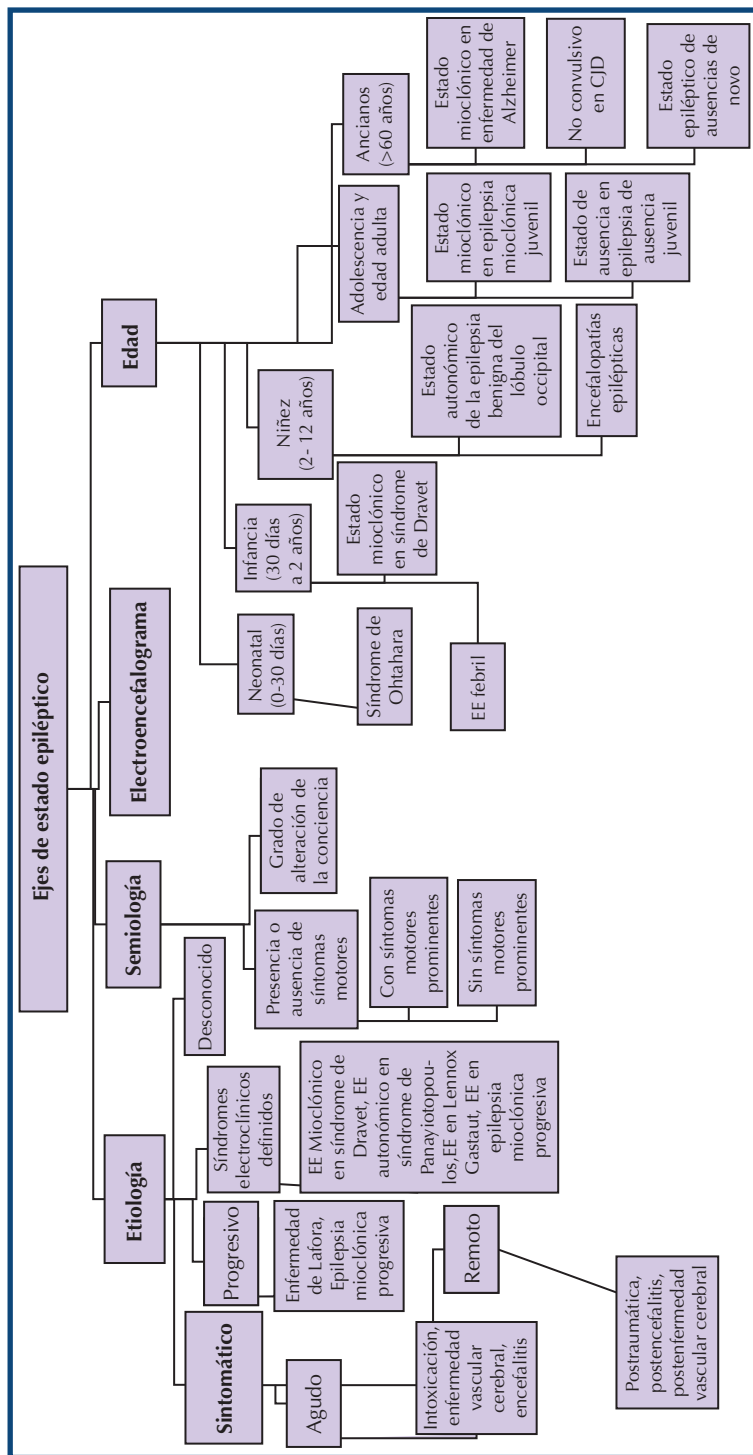 Ejes de estado epiléptico
Etiología
Semiología
Electroencefalograma
Edad
Sintomático
Progresivo
Síndromes
electroclínicos
definidos
Desconocido
Agudo
Intoxicación,
enfermedad
vascular
cerebral,
encefalitis
Remoto
Postraumática,
postencefalitis,
postenfermedad
vascular cerebral
Enfermedad
de Lafora,
Epilepsia
mioclónica
progresiva
EE Mioclónico
en síndrome de
Dravet, EE
autonómico en
síndrome de
Panayiotopou-
los,EE en Lennox
Gastaut, EE en
epilepsia
mioclónica
progresiva
Presencia o
ausencia de
síntomas
motores
Con síntomas
motores
prominentes
Sin síntomas
motores
prominentes
Grado de
alteración de
la conciencia
Neonatal
(0-30 días)
Síndrome de
Ohtahara
Infancia
(30 días
a 2 años)
Estado
mioclónico
en síndrome
de Dravet
EE febril
Niñez
(2- 12 años)
Estado
autonómico
de la epilepsia
benigna del
lóbulo
occipital
Encefalopatías
epilépticas
Adolescencia y
edad adulta
Estado
mioclónico
en epilepsia
mioclónica
juvenil
Estado de
ausencia en
epilepsia de
ausencia
juvenil
Ancianos
(>60 años)
Estado
mioclónico en
enfermedad de
Alzheimer
No convulsivo
en CJD
Estado
epiléptico de
ausencias de
novo